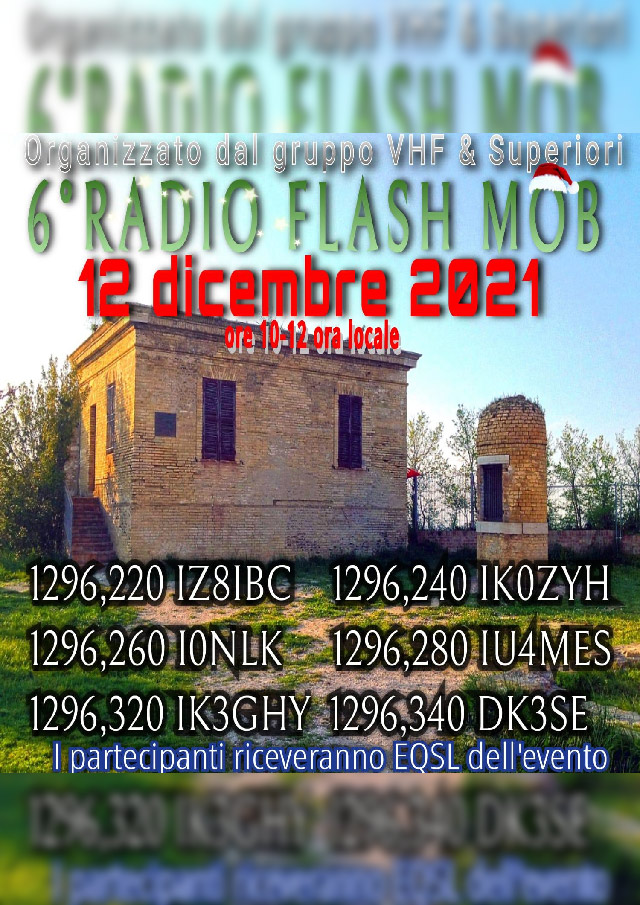 Organizzato dal gruppo VHF & Superiori
6°RADIO FLASH MOB
12 dicembre 2021
ore 10-12 ora locale
1296,220 IZ8IBC 1296,240 IK0ZYH
1296,260 I0NLK 1296,280 IU4MES
1296,320 IK3GHY 1296,340 DK3SE
I partecipanti riceveranno EQSL dell'evento